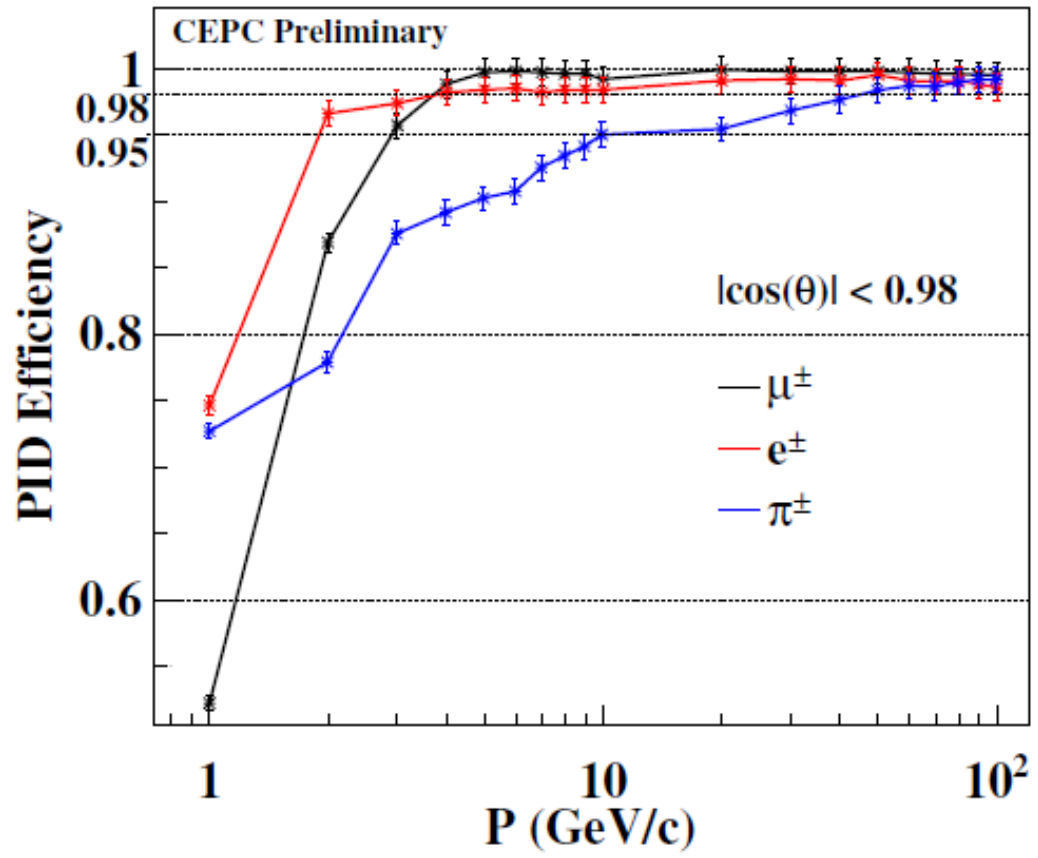 CEPC Preliminary
1
0.98
0.95
0.8
0.6
PID Efficiency
|cos(θ)| < 0.98
μ±
e±
π±
1
10
10²
P (GeV/c)